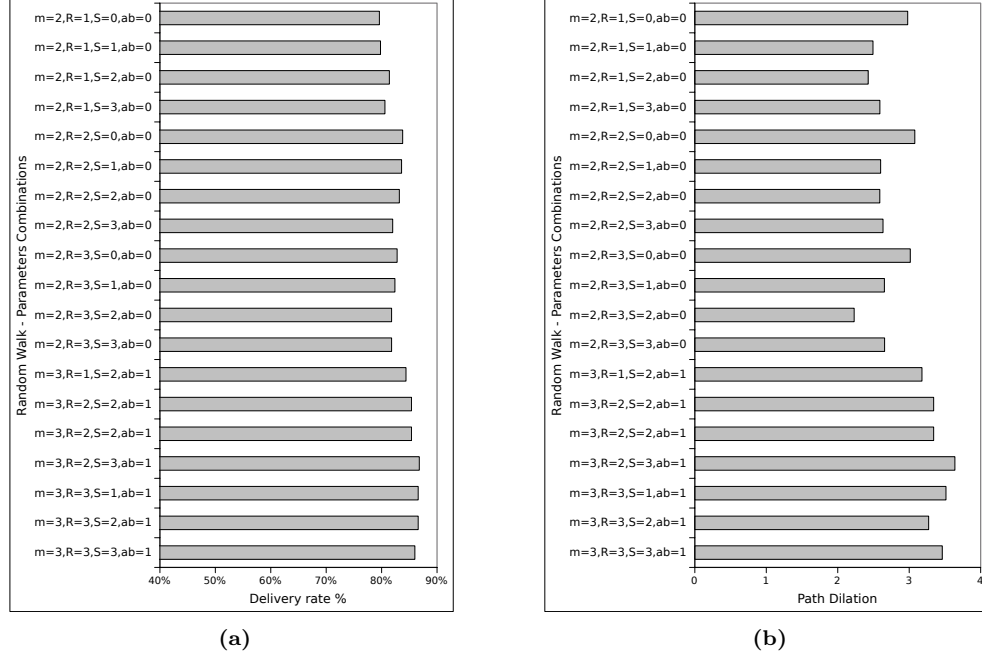 m=2,R=1,S=0,ab=0
m=2,R=1,S=1,ab=0
m=2,R=1,S=2,ab=0
m=2,R=1,S=3,ab=0
m=2,R=2,S=0,ab=0
m=2,R=2,S=1,ab=0
m=2,R=2,S=2,ab=0
m=2,R=2,S=3,ab=0
m=2,R=3,S=0,ab=0
m=2,R=3,S=1,ab=0
m=2,R=3,S=2,ab=0
m=2,R=3,S=3,ab=0
m=3,R=1,S=2,ab=1
m=3,R=2,S=2,ab=1
m=3,R=2,S=2,ab=1
m=3,R=2,S=3,ab=1
m=3,R=3,S=1,ab=1
m=3,R=3,S=2,ab=1
m=3,R=3,S=3,ab=1
Random Walk - Parameters Combinations
40% 50% 60% 70% 80% 90%
Delivery rate %
(a)
m=2,R=1,S=0,ab=0
m=2,R=1,S=1,ab=0
m=2,R=1,S=2,ab=0
m=2,R=1,S=3,ab=0
m=2,R=2,S=0,ab=0
m=2,R=2,S=1,ab=0
m=2,R=2,S=2,ab=0
m=2,R=2,S=3,ab=0
m=2,R=3,S=0,ab=0
m=2,R=3,S=1,ab=0
m=2,R=3,S=2,ab=0
m=2,R=3,S=3,ab=0
m=3,R=1,S=2,ab=1
m=3,R=2,S=2,ab=1
m=3,R=2,S=2,ab=1
m=3,R=2,S=3,ab=1
m=3,R=3,S=1,ab=1
m=3,R=3,S=2,ab=1
m=3,R=3,S=3,ab=1
Random Walk - Parameters Combinations
0 1 2 3 4
Path Dilation
(b)